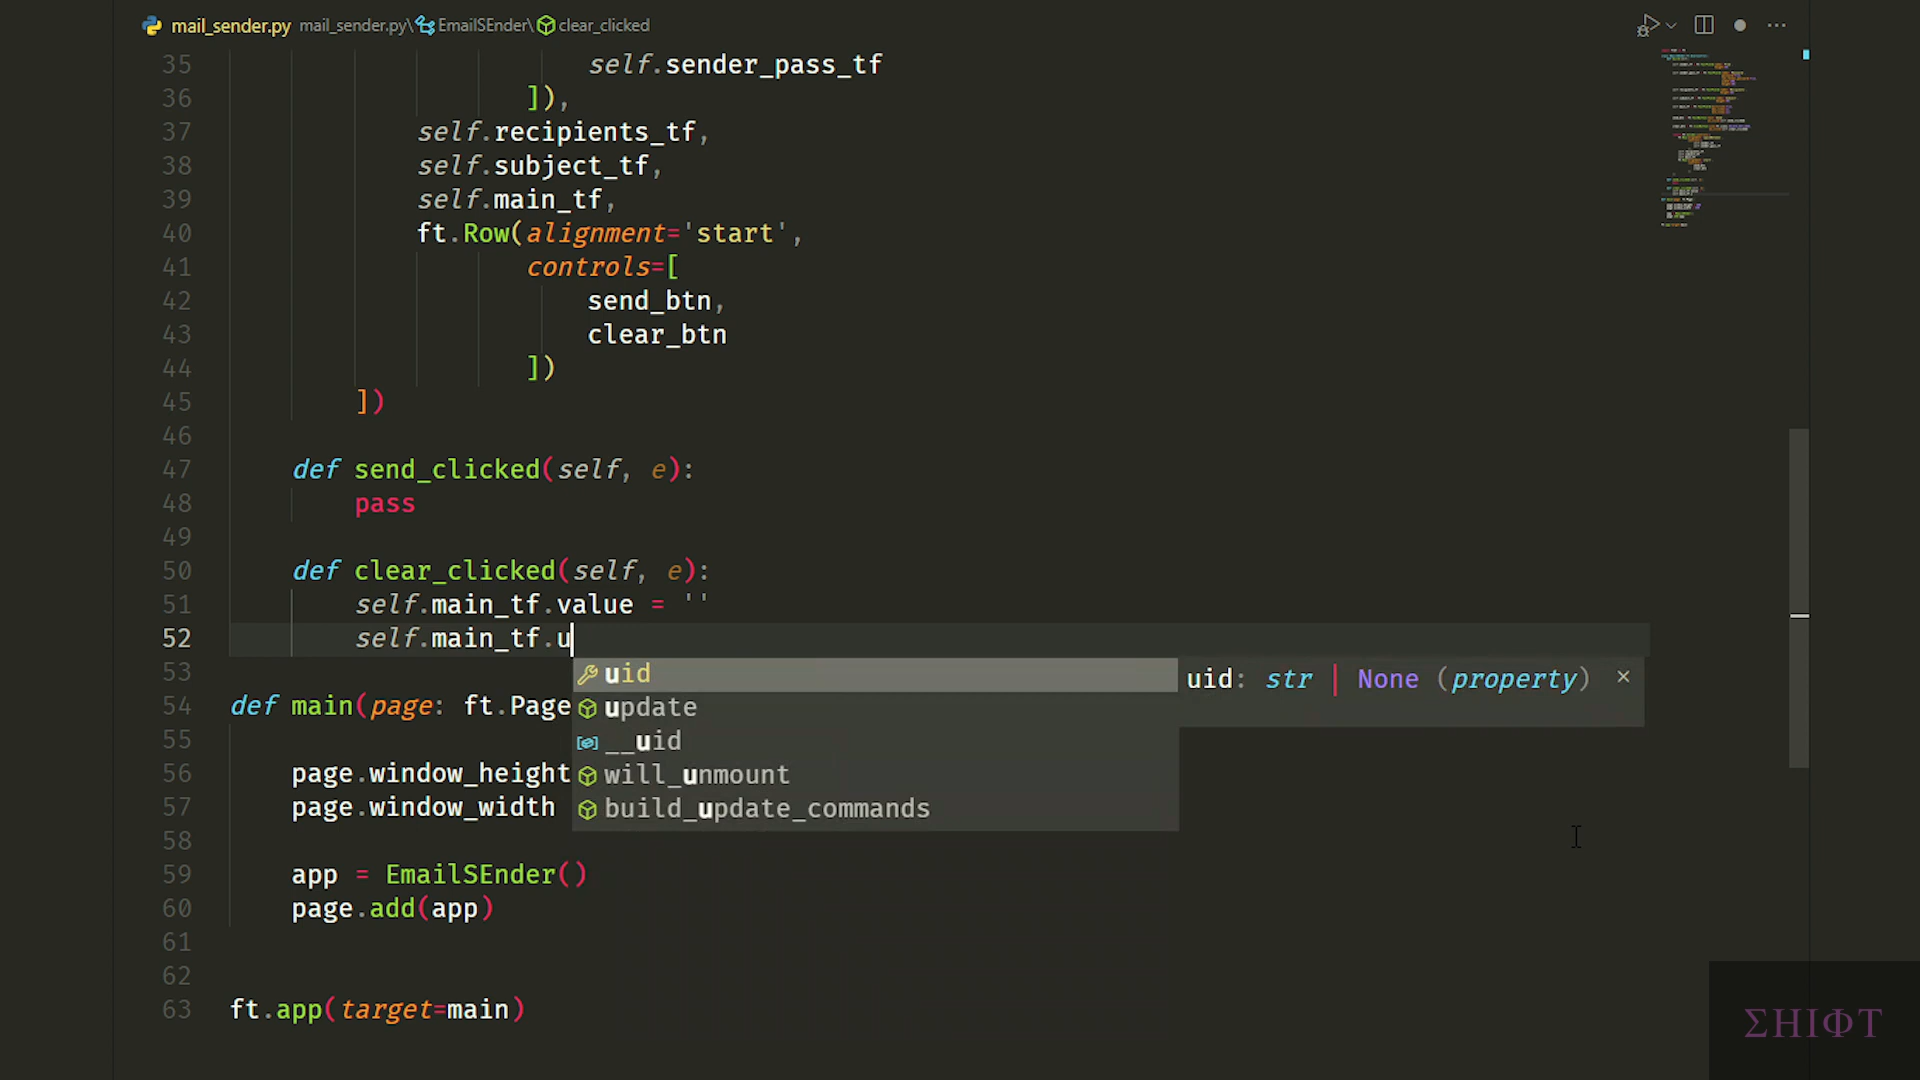 mail_sender.py mail_sender.py\EmailSEnder\clear_clicked
35 self.sender_pass_tf
36 ]),
37 self.recipients_tf,
38 self.subject_tf,
39 self.main_tf,
40 ft.Row(alignment='start',
41 controls=[
42 send_btn,
43 clear_btn
44 ])
45 ])
46
47 def send_clicked(self, e):
48 pass
49
50 def clear_clicked(self, e):
51 self.main_tf.value = ''
52 self.main_tf.u
53 uid uid: str | None (property) ×
54 def main(page: ft.Page update
55 __uid
56 page.window_height will_unmount
57 page.window_width build_update_commands
58
59 app = EmailSEnder()
60 page.add(app)
61
62
63 ft.app(target=main)
ΣHIΦT